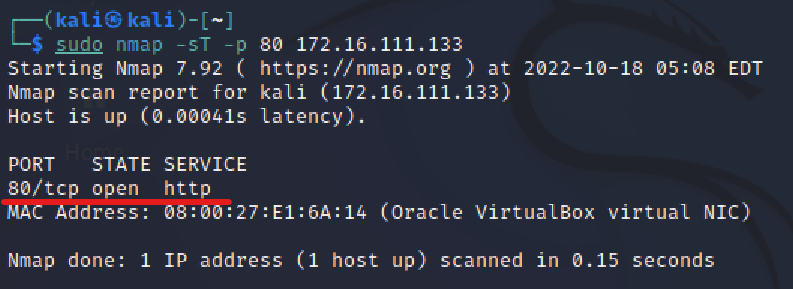 ┌──(kali㉿kali)-[~]
└─$ sudo nmap -sT -p 80 172.16.111.133
Starting Nmap 7.92 ( https://nmap.org ) at 2022-10-18 05:08 EDT
Nmap scan report for kali (172.16.111.133)
Host is up (0.00041s latency).
Home
PORT   STATE SERVICE
80/tcp open  http
MAC Address: 08:00:27:E1:6A:14 (Oracle VirtualBox virtual NIC)
Nmap done: 1 IP address (1 host up) scanned in 0.15 seconds